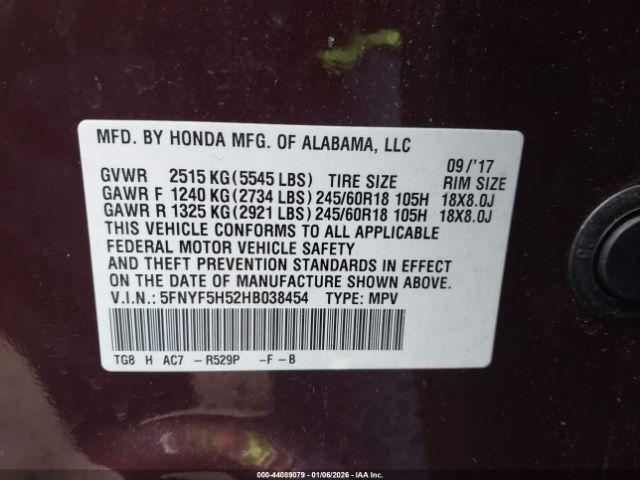 MFD. BY HONDA MFG. OF ALABAMA, LLC
09/'17
GVWR 2515 KG(5545 LBS) TIRE SIZE RIM SIZE
GAWR F 1240 KG(2734 LBS) 245/60R18 105H 18X8.0J
GAWR R 1325 KG(2921 LBS) 245/60R18 105H 18X8.0J
THIS VEHICLE CONFORMS TO ALL APPLICABLE
FEDERAL MOTOR VEHICLE SAFETY
AND THEFT PREVENTION STANDARDS IN EFFECT
ON THE DATE OF MANUFACTURE SHOWN ABOVE.
V.I.N.: 5FNYF5H52HB038454 TYPE: MPV
TG8 H AC7 -R529P -F-B
000-44089079 | 01/06/2026 - IAA Inc.